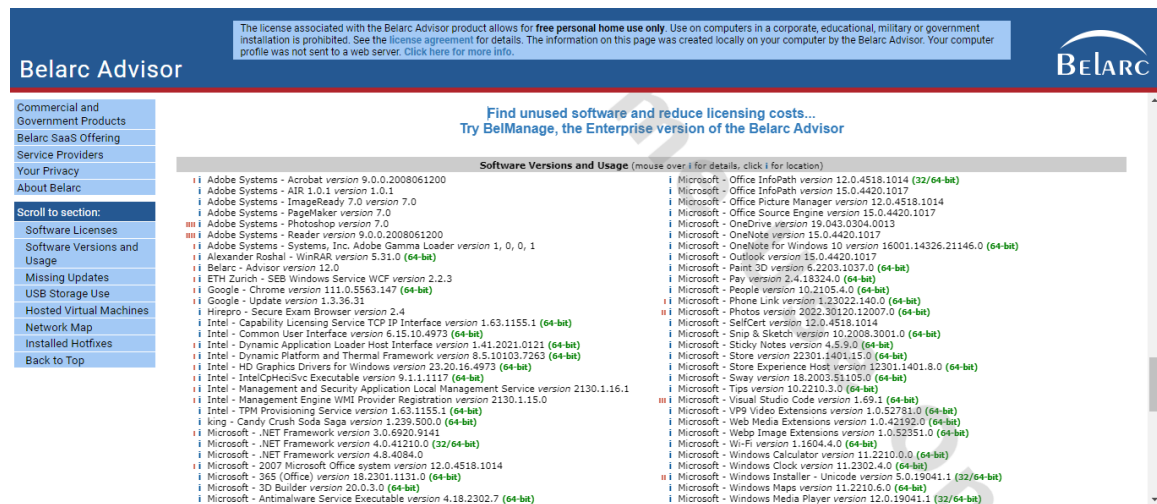 The license associated with the Belarc Advisor product allows for free personal home use only. Use on computers in a corporate, educational, military or government
installation is prohibited. See the license agreement for details. The information on this page was created locally on your computer by the Belarc Advisor. Your computer
profile was not sent to a web server. Click here for more info.
Belarc Advisor
BELARC
Commercial and
Government Products
Belarc SaaS Offering
Service Providers
Your Privacy
About Belarc
Scroll to section:
Software Licenses
Software Versions and
Usage
Missing Updates
USB Storage Use
Hosted Virtual Machines
Network Map
Installed Hotfixes
Back to Top
Find unused software and reduce licensing costs...
Try BelManage, the Enterprise version of the Belarc Advisor
Software Versions and Usage (mouse over i for details, click i for location)
i Adobe Systems - Acrobat version 9.0.0.2008061200
i Adobe Systems - AIR 1.0.1 version 1.0.1
i Adobe Systems - ImageReady 7.0 version 7.0
i Adobe Systems - PageMaker version 7.0
i Adobe Systems - Photoshop version 7.0
i Adobe Systems - Reader version 9.0.0.2008061200
i Adobe Systems - Systems, Inc. Adobe Gamma Loader version 1, 0, 0, 1
i Alexander Roshal - WinRAR version 5.31.0 (64-bit)
i Belarc - Advisor version 12.0
i ETH Zurich - SEB Windows Service WCF version 2.2.3
i Google - Chrome version 111.0.5563.147 (64-bit)
i Google - Update version 1.3.36.31
i Hirepro - Secure Exam Browser version 2.4
i Intel - Capability Licensing Service TCP IP Interface version 1.63.1155.1 (64-bit)
i Intel - Common User Interface version 6.15.10.4973 (64-bit)
i Intel - Dynamic Application Loader Host Interface version 1.41.2021.0121 (64-bit)
i Intel - Dynamic Platform and Thermal Framework version 8.5.10103.7263 (64-bit)
i Intel - HD Graphics Drivers for Windows version 23.20.16.4973 (64-bit)
i Intel - IntelCpHeciSvc Executable version 9.1.1.1117 (64-bit)
i Intel - Management and Security Application Local Management Service version 2130.1.16.1
i Intel - Management Engine WMI Provider Registration version 2130.1.15.0
i Intel - TPM Provisioning Service version 1.63.1155.1 (64-bit)
i king - Candy Crush Soda Saga version 1.239.500.0 (64-bit)
i Microsoft - .NET Framework version 3.0.6920.9141
i Microsoft - .NET Framework version 4.0.41210.0 (32/64-bit)
i Microsoft - .NET Framework version 4.8.4084.0
i Microsoft - 2007 Microsoft Office system version 12.0.4518.1014
i Microsoft - 365 (Office) version 18.2301.1131.0 (64-bit)
i Microsoft - 3D Builder version 20.0.3.0 (64-bit)
i Microsoft - Antimalware Service Executable version 4.18.2302.7 (64-bit)
i Microsoft - Office InfoPath version 12.0.4518.1014 (32/64-bit)
i Microsoft - Office InfoPath version 15.0.4420.1017
i Microsoft - Office Picture Manager version 12.0.4518.1014
i Microsoft - Office Source Engine version 15.0.4420.1017
i Microsoft - OneDrive version 19.043.0304.0013
i Microsoft - OneNote version 15.0.4420.1017
i Microsoft - OneNote for Windows 10 version 16001.14326.21146.0 (64-bit)
i Microsoft - Outlook version 15.0.4420.1017
i Microsoft - Paint 3D version 6.2203.1037.0 (64-bit)
i Microsoft - Pay version 2.4.18324.0 (64-bit)
i Microsoft - People version 10.2105.4.0 (64-bit)
i Microsoft - Phone Link version 1.23022.140.0 (64-bit)
i Microsoft - Photos version 2022.30120.12007.0 (64-bit)
i Microsoft - SelfCert version 12.0.4518.1014
i Microsoft - Snip & Sketch version 10.2008.3001.0 (64-bit)
i Microsoft - Sticky Notes version 4.5.9.0 (64-bit)
i Microsoft - Store version 22301.1401.15.0 (64-bit)
i Microsoft - Store Experience Host version 12301.1401.8.0 (64-bit)
i Microsoft - Sway version 18.2003.51105.0 (64-bit)
i Microsoft - Tips version 10.2210.3.0 (64-bit)
i Microsoft - Visual Studio Code version 1.69.1 (64-bit)
i Microsoft - VP9 Video Extensions version 1.0.52781.0 (64-bit)
i Microsoft - Web Media Extensions version 1.0.42192.0 (64-bit)
i Microsoft - Webp Image Extensions version 1.0.52351.0 (64-bit)
i Microsoft - Wi-Fi version 1.1604.4.0 (64-bit)
i Microsoft - Windows Calculator version 11.2210.0.0 (64-bit)
i Microsoft - Windows Clock version 11.2302.4.0 (64-bit)
i Microsoft - Windows Installer - Unicode version 5.0.19041.1 (32/64-bit)
i Microsoft - Windows Maps version 11.2210.6.0 (64-bit)
i Microsoft - Windows Media Player version 12.0.19041.1 (32/64-bit)